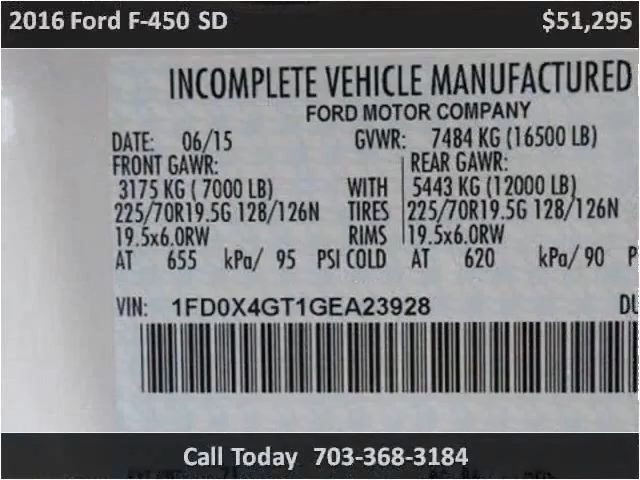 2016 Ford F-450 SD $51,295
INCOMPLETE VEHICLE MANUFACTURED
FORD MOTOR COMPANY
DATE: 06/15 GVWR: 7484 KG (16500 LB)
FRONT GAWR: REAR GAWR:
3175 KG ( 7000 LB) WITH 5443 KG (12000 LB)
225/70R19.5G 128/126N TIRES 225/70R19.5G 128/126N
19.5x6.0RW RIMS 19.5x6.0RW
AT 655 kPa/ 95 PSI COLD AT 620 kPa/ 90 P
VIN: 1FD0X4GT1GEA23928
Call Today 703-368-3184